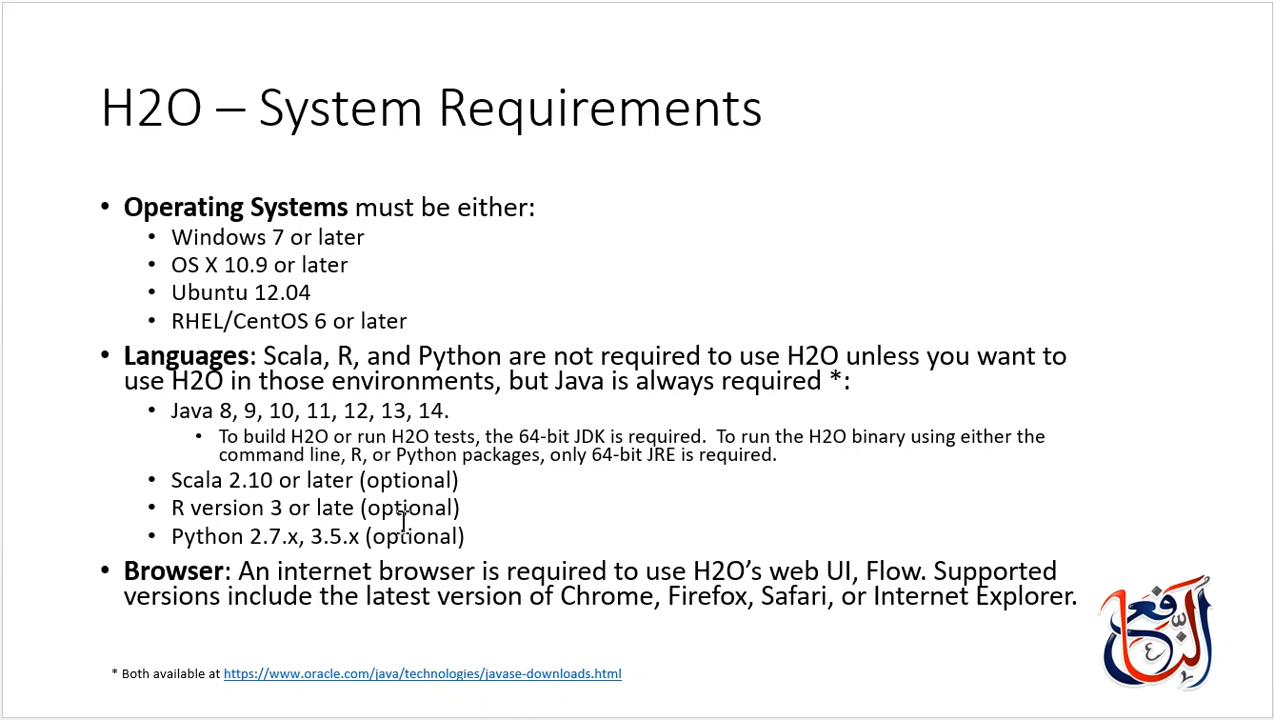 H2O – System Requirements
• Operating Systems must be either:
• Windows 7 or later
• OS X 10.9 or later
• Ubuntu 12.04
• RHEL/CentOS 6 or later
• Languages: Scala, R, and Python are not required to use H2O unless you want to
use H2O in those environments, but Java is always required *:
• Java 8, 9, 10, 11, 12, 13, 14.
• To build H2O or run H2O tests, the 64-bit JDK is required.  To run the H2O binary using either the
command line, R, or Python packages, only 64-bit JRE is required.
• Scala 2.10 or later (optional)
• R version 3 or late (optional)
• Python 2.7.x, 3.5.x (optional)
• Browser: An internet browser is required to use H2O’s web UI, Flow. Supported
versions include the latest version of Chrome, Firefox, Safari, or Internet Explorer.
* Both available at https://www.oracle.com/java/technologies/javase-downloads.html